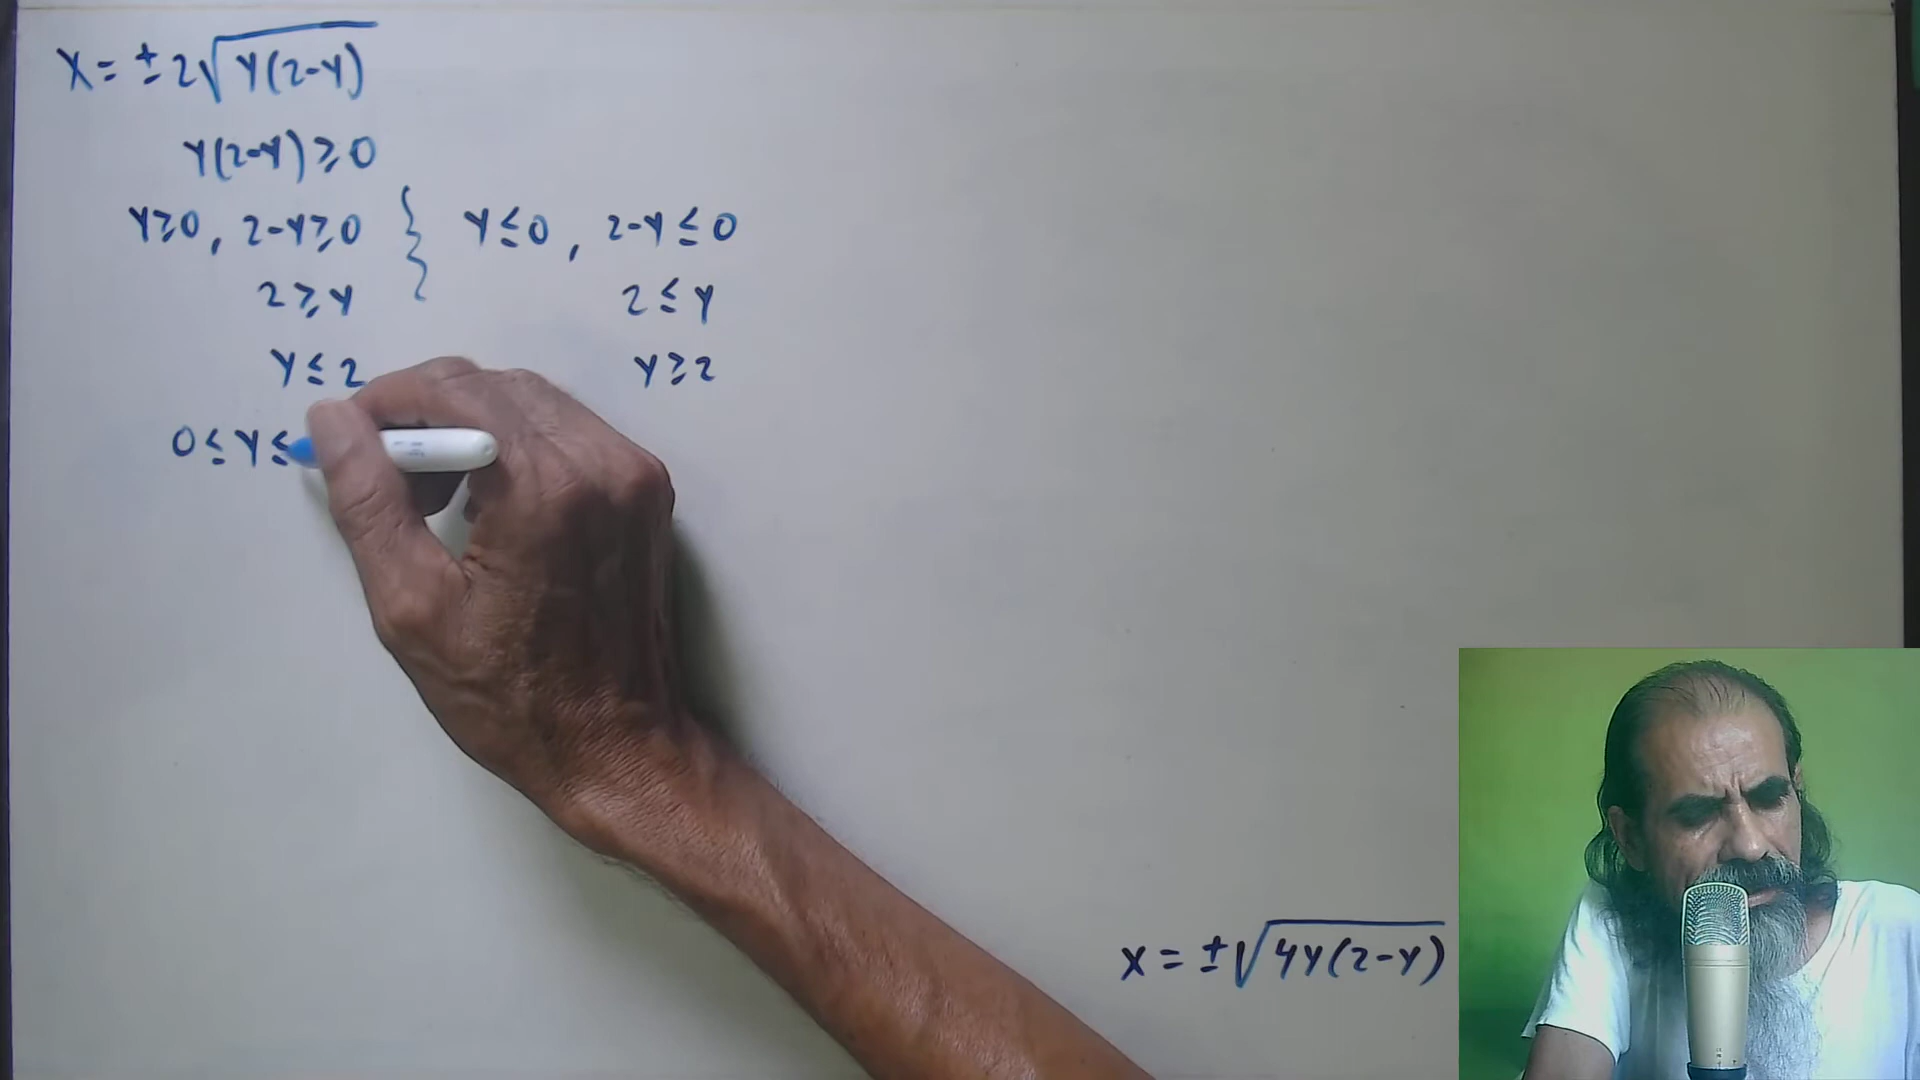 X = ± 2√Y(2-Y)
Y(2-Y) ≥ 0
Y≥0, 2-Y≥0 } Y≤0, 2-Y≤0
2≥Y 2≤Y
Y≤2 Y≥2
0≤Y≤
X = ±√4Y(2-Y)